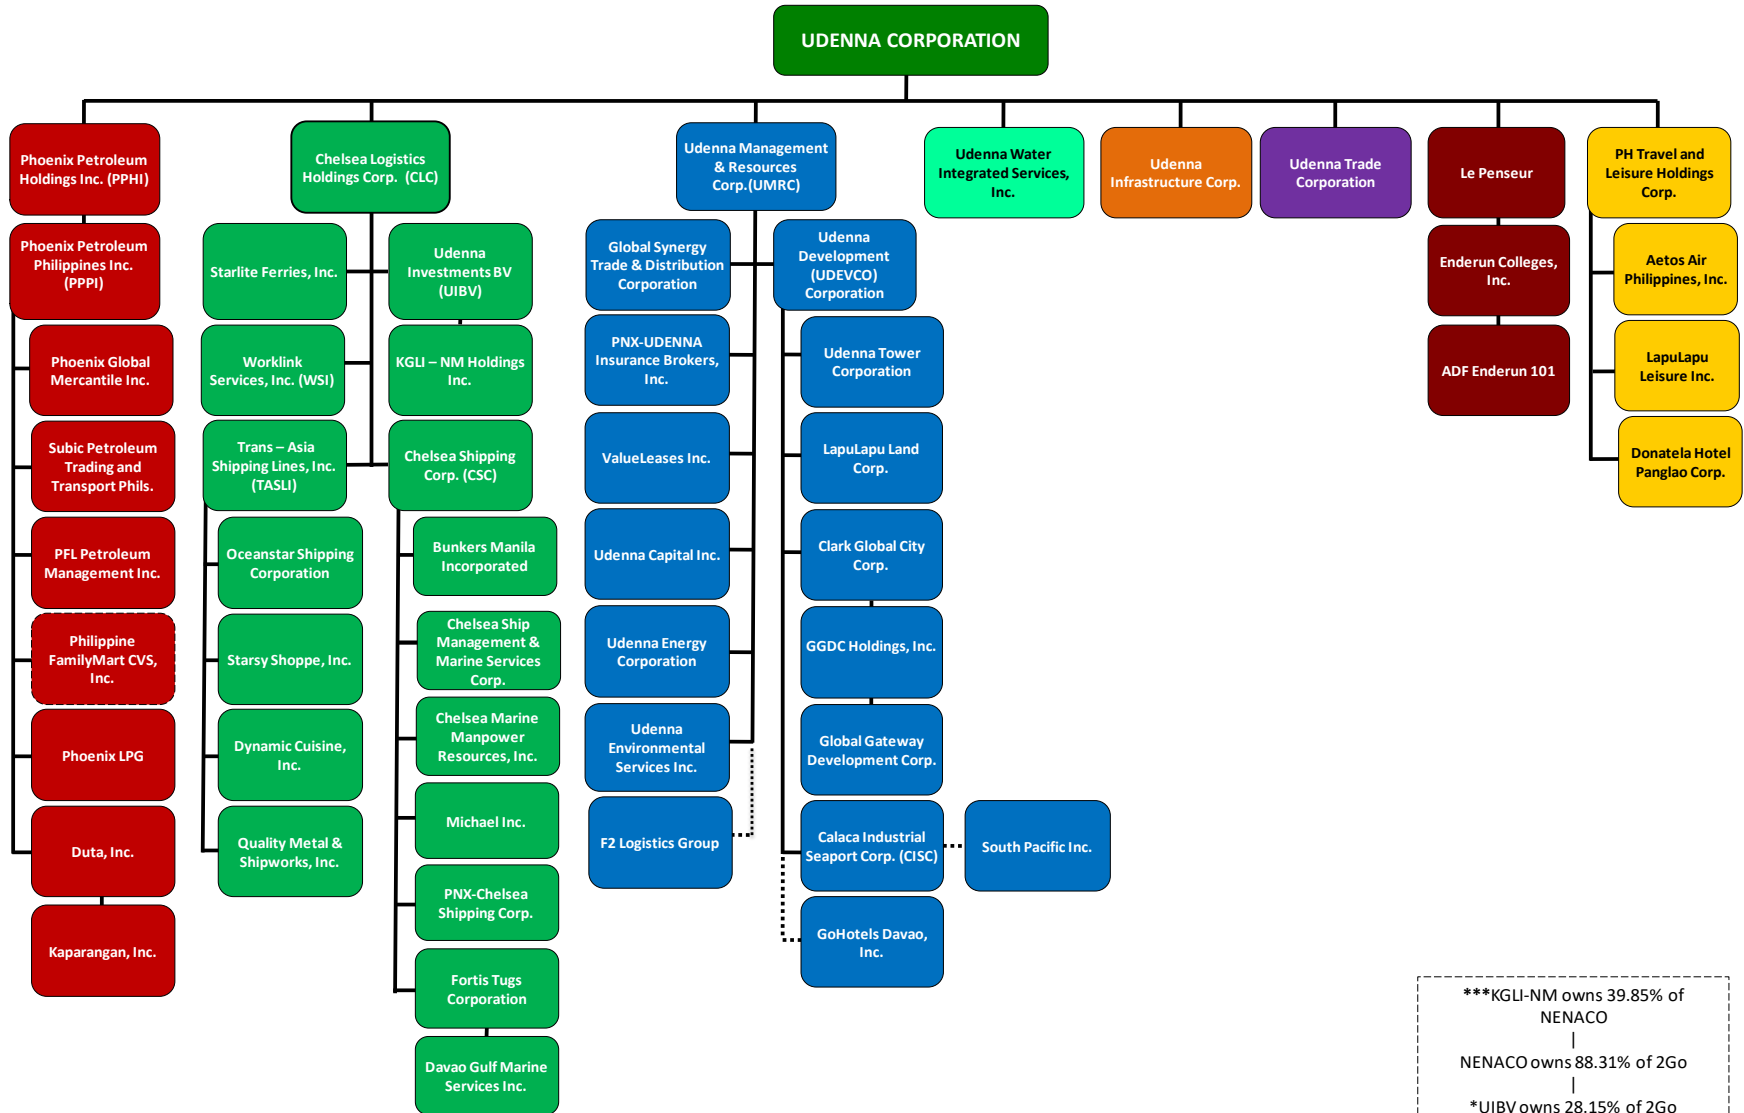 UDENNA CORPORATION
Phoenix Petroleum
Holdings Inc. (PPHI)
Chelsea Logistics
Holdings Corp. (CLC)
Udenna Management
& Resources
Corp.(UMRC)
Udenna Water
Integrated Services,
Inc.
Udenna
Infrastructure Corp.
Udenna Trade
Corporation
Le Penseur
PH Travel and
Leisure Holdings
Corp.
Phoenix Petroleum
Philippines Inc.
(PPPI)
Phoenix Global
Mercantile Inc.
Subic Petroleum
Trading and
Transport Phils.
PFL Petroleum
Management Inc.
Philippine
FamilyMart CVS,
Inc.
Phoenix LPG
Duta, Inc.
Kaparangan, Inc.
Starlite Ferries, Inc.
Worklink
Services, Inc. (WSI)
Trans – Asia
Shipping Lines, Inc.
(TASLI)
Oceanstar Shipping
Corporation
Starsy Shoppe, Inc.
Dynamic Cuisine,
Inc.
Quality Metal &
Shipworks, Inc.
Udenna
Investments BV
(UIBV)
KGLI – NM Holdings
Inc.
Chelsea Shipping
Corp. (CSC)
Bunkers Manila
Incorporated
Chelsea Ship
Management &
Marine Services
Corp.
Chelsea Marine
Manpower
Resources, Inc.
Michael Inc.
PNX-Chelsea
Shipping Corp.
Fortis Tugs
Corporation
Davao Gulf Marine
Services Inc.
Global Synergy
Trade & Distribution
Corporation
PNX-UDENNA
Insurance Brokers,
Inc.
ValueLeases Inc.
Udenna Capital Inc.
Udenna Energy
Corporation
Udenna
Environmental
Services Inc.
F2 Logistics Group
Udenna
Development
(UDEVCO)
Corporation
Udenna Tower
Corporation
LapuLapu Land
Corp.
Clark Global City
Corp.
GGDC Holdings, Inc.
Global Gateway
Development Corp.
Calaca Industrial
Seaport Corp. (CISC)
South Pacific Inc.
GoHotels Davao,
Inc.
Enderun Colleges,
Inc.
ADF Enderun 101
Aetos Air
Philippines, Inc.
LapuLapu
Leisure Inc.
Donatela Hotel
Panglao Corp.
***KGLI-NM owns 39.85% of
NENACO
|
NENACO owns 88.31% of 2Go
|
*UIBV owns 28.15% of 2Go